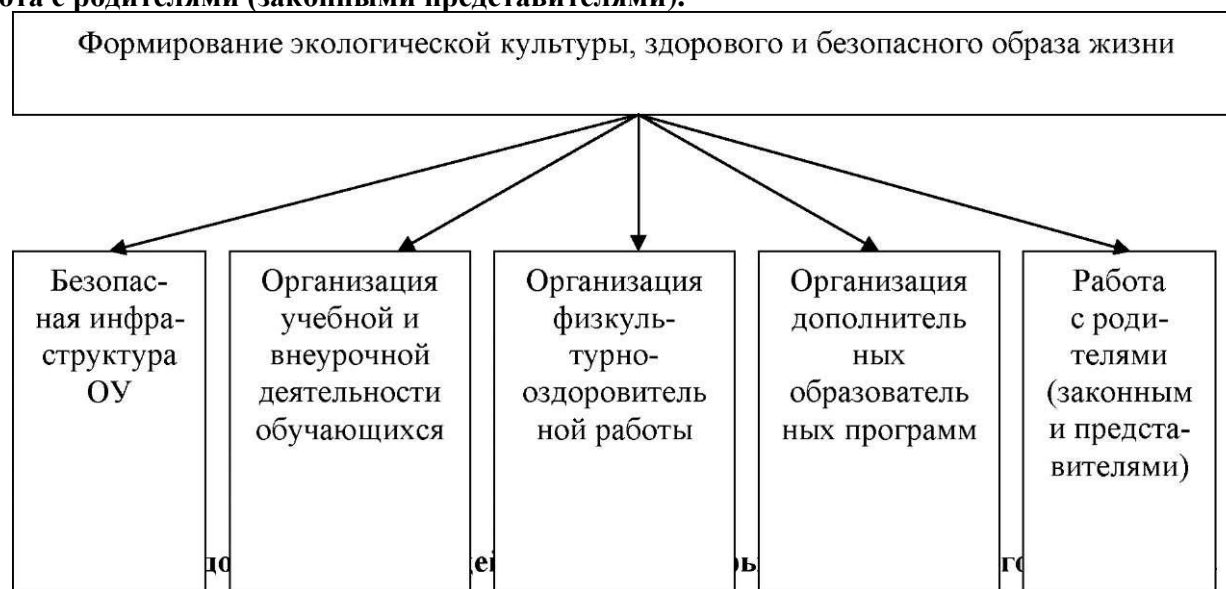 ота с родителями (законными представителями).
Формирование экологической культуры, здорового и безопасного образа жизни
Безопас-
ная инфра-
структура
ОУ
Организация
учебной и
внеурочной
деятельности
обучающихся
Организация
физкуль-
турно-
оздоровитель
ной работы
Организация
дополнитель
ных
образователь
ных программ
Работа
с роди-
телями
(законным
и предста-
вителями)